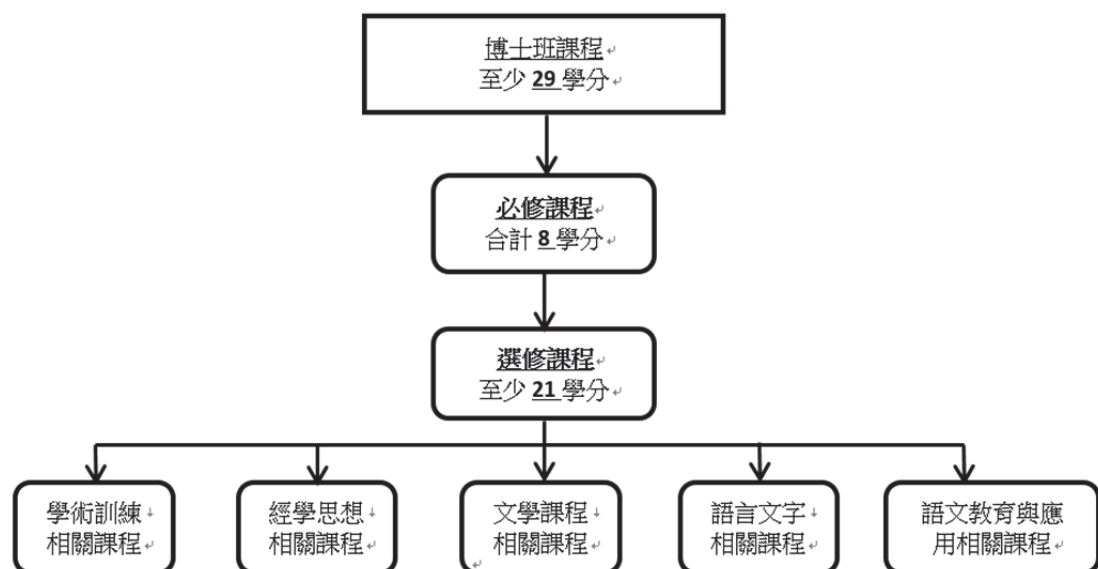 博士班課程
至少 29 學分
必修課程
合計 8 學分
選修課程
至少 21 學分
學術訓練
相關課程
經學思想
相關課程
文學課程
相關課程
語言文字
相關課程
語文教育與應
用相關課程